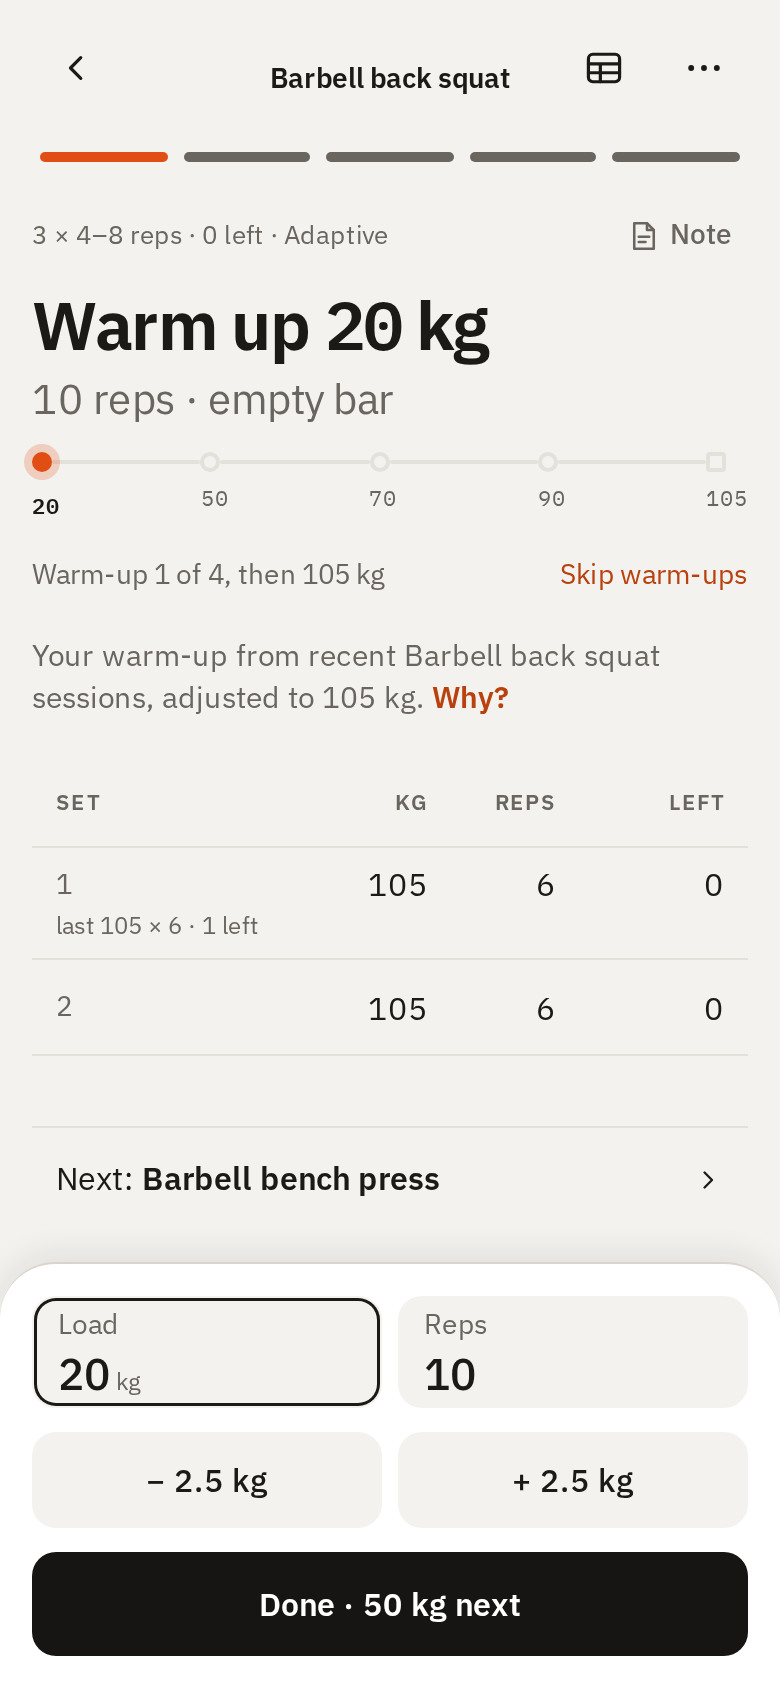 Barbell back squat
3 × 4–8 reps · 0 left · Adaptive
Note
Warm up 20 kg
10 reps · empty bar
20 50 70 90 105
Warm-up 1 of 4, then 105 kg
Skip warm-ups
Your warm-up from recent Barbell back squat
sessions, adjusted to 105 kg. Why?
SET KG REPS LEFT
1 105 6 0
last 105 × 6 · 1 left
2 105 6 0
Next: Barbell bench press
Load
20 kg
Reps
10
− 2.5 kg
+ 2.5 kg
Done · 50 kg next